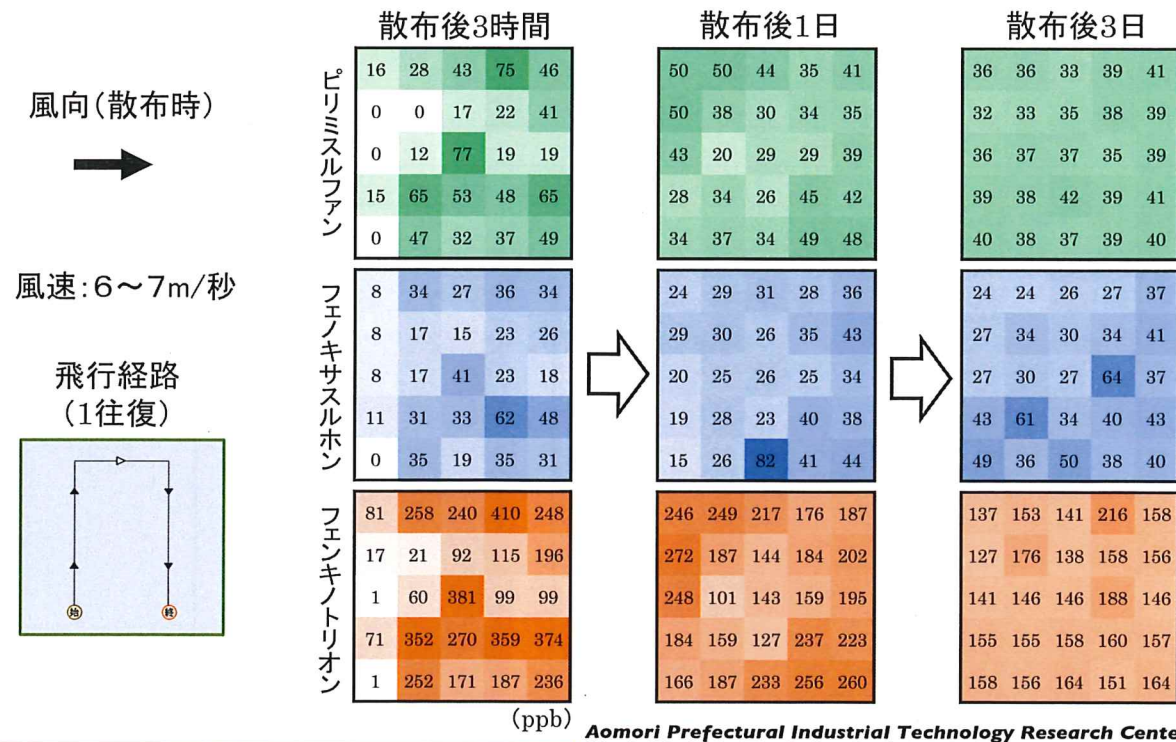 散布後3時間 散布後1日 散布後3日
風向(散布時)
風速:6～7m/秒
飛行経路
(1往復)
始 終
ピリミスルファン
16 28 43 75 46
0 0 17 22 41
0 12 77 19 19
15 65 53 48 65
0 47 32 37 49
50 50 44 35 41
50 38 30 34 35
43 20 29 29 39
28 34 26 45 42
34 37 34 49 48
36 36 33 39 41
32 33 35 38 39
36 37 37 35 39
39 38 42 39 41
40 38 37 39 40
フェノキサスルホン
8 34 27 36 34
8 17 15 23 26
8 17 41 23 18
11 31 33 62 48
0 35 19 35 31
24 29 31 28 36
29 30 26 35 43
20 25 26 25 34
19 28 23 40 38
15 26 82 41 44
24 24 26 27 37
27 34 30 34 41
27 30 27 64 37
43 61 34 40 43
49 36 50 38 40
フェンキノトリオン
81 258 240 410 248
17 21 92 115 196
1 60 381 99 99
71 352 270 359 374
1 252 171 187 236
246 249 217 176 187
272 187 144 184 202
248 101 143 159 195
184 159 127 237 223
166 187 233 256 260
137 153 141 216 158
127 176 138 158 156
141 146 146 188 146
155 155 158 160 157
158 156 164 151 164
(ppb)
Aomori Prefectural Industrial Technology Research Cente